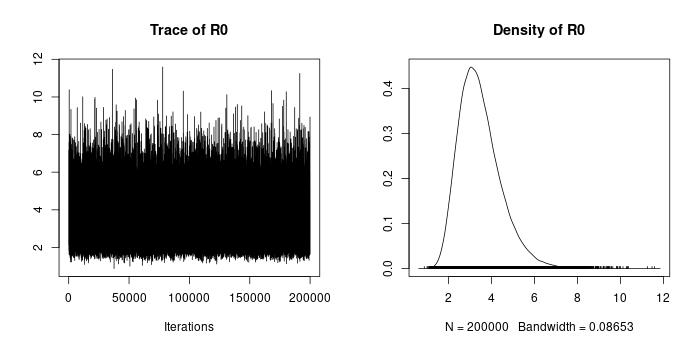 Trace of R0
12
10
8
6
4
2
0 50000 100000 150000 200000
Iterations
Density of R0
0.4
0.3
0.2
0.1
0.0
2 4 6 8 10 12
N = 200000 Bandwidth = 0.08653